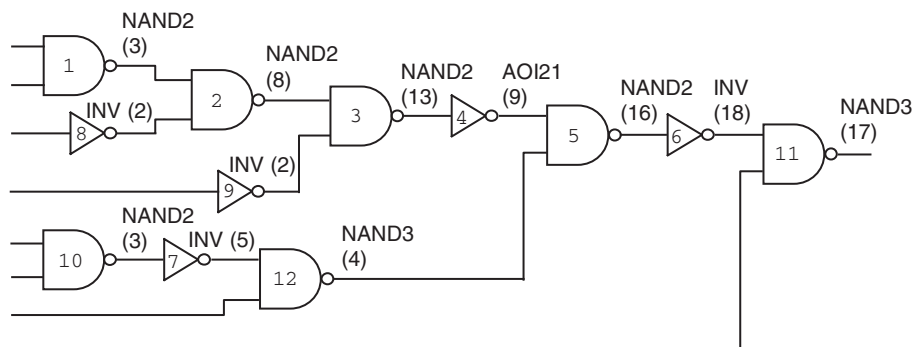 NAND2
(3)
1
INV (2)
8
NAND2
(8)
2
INV (2)
9
NAND2
(13)
3
AOI21
(9)
4
NAND2
(16)
5
INV
(18)
6
NAND3
(17)
11
NAND2
(3)
10
INV (5)
7
NAND3
(4)
12